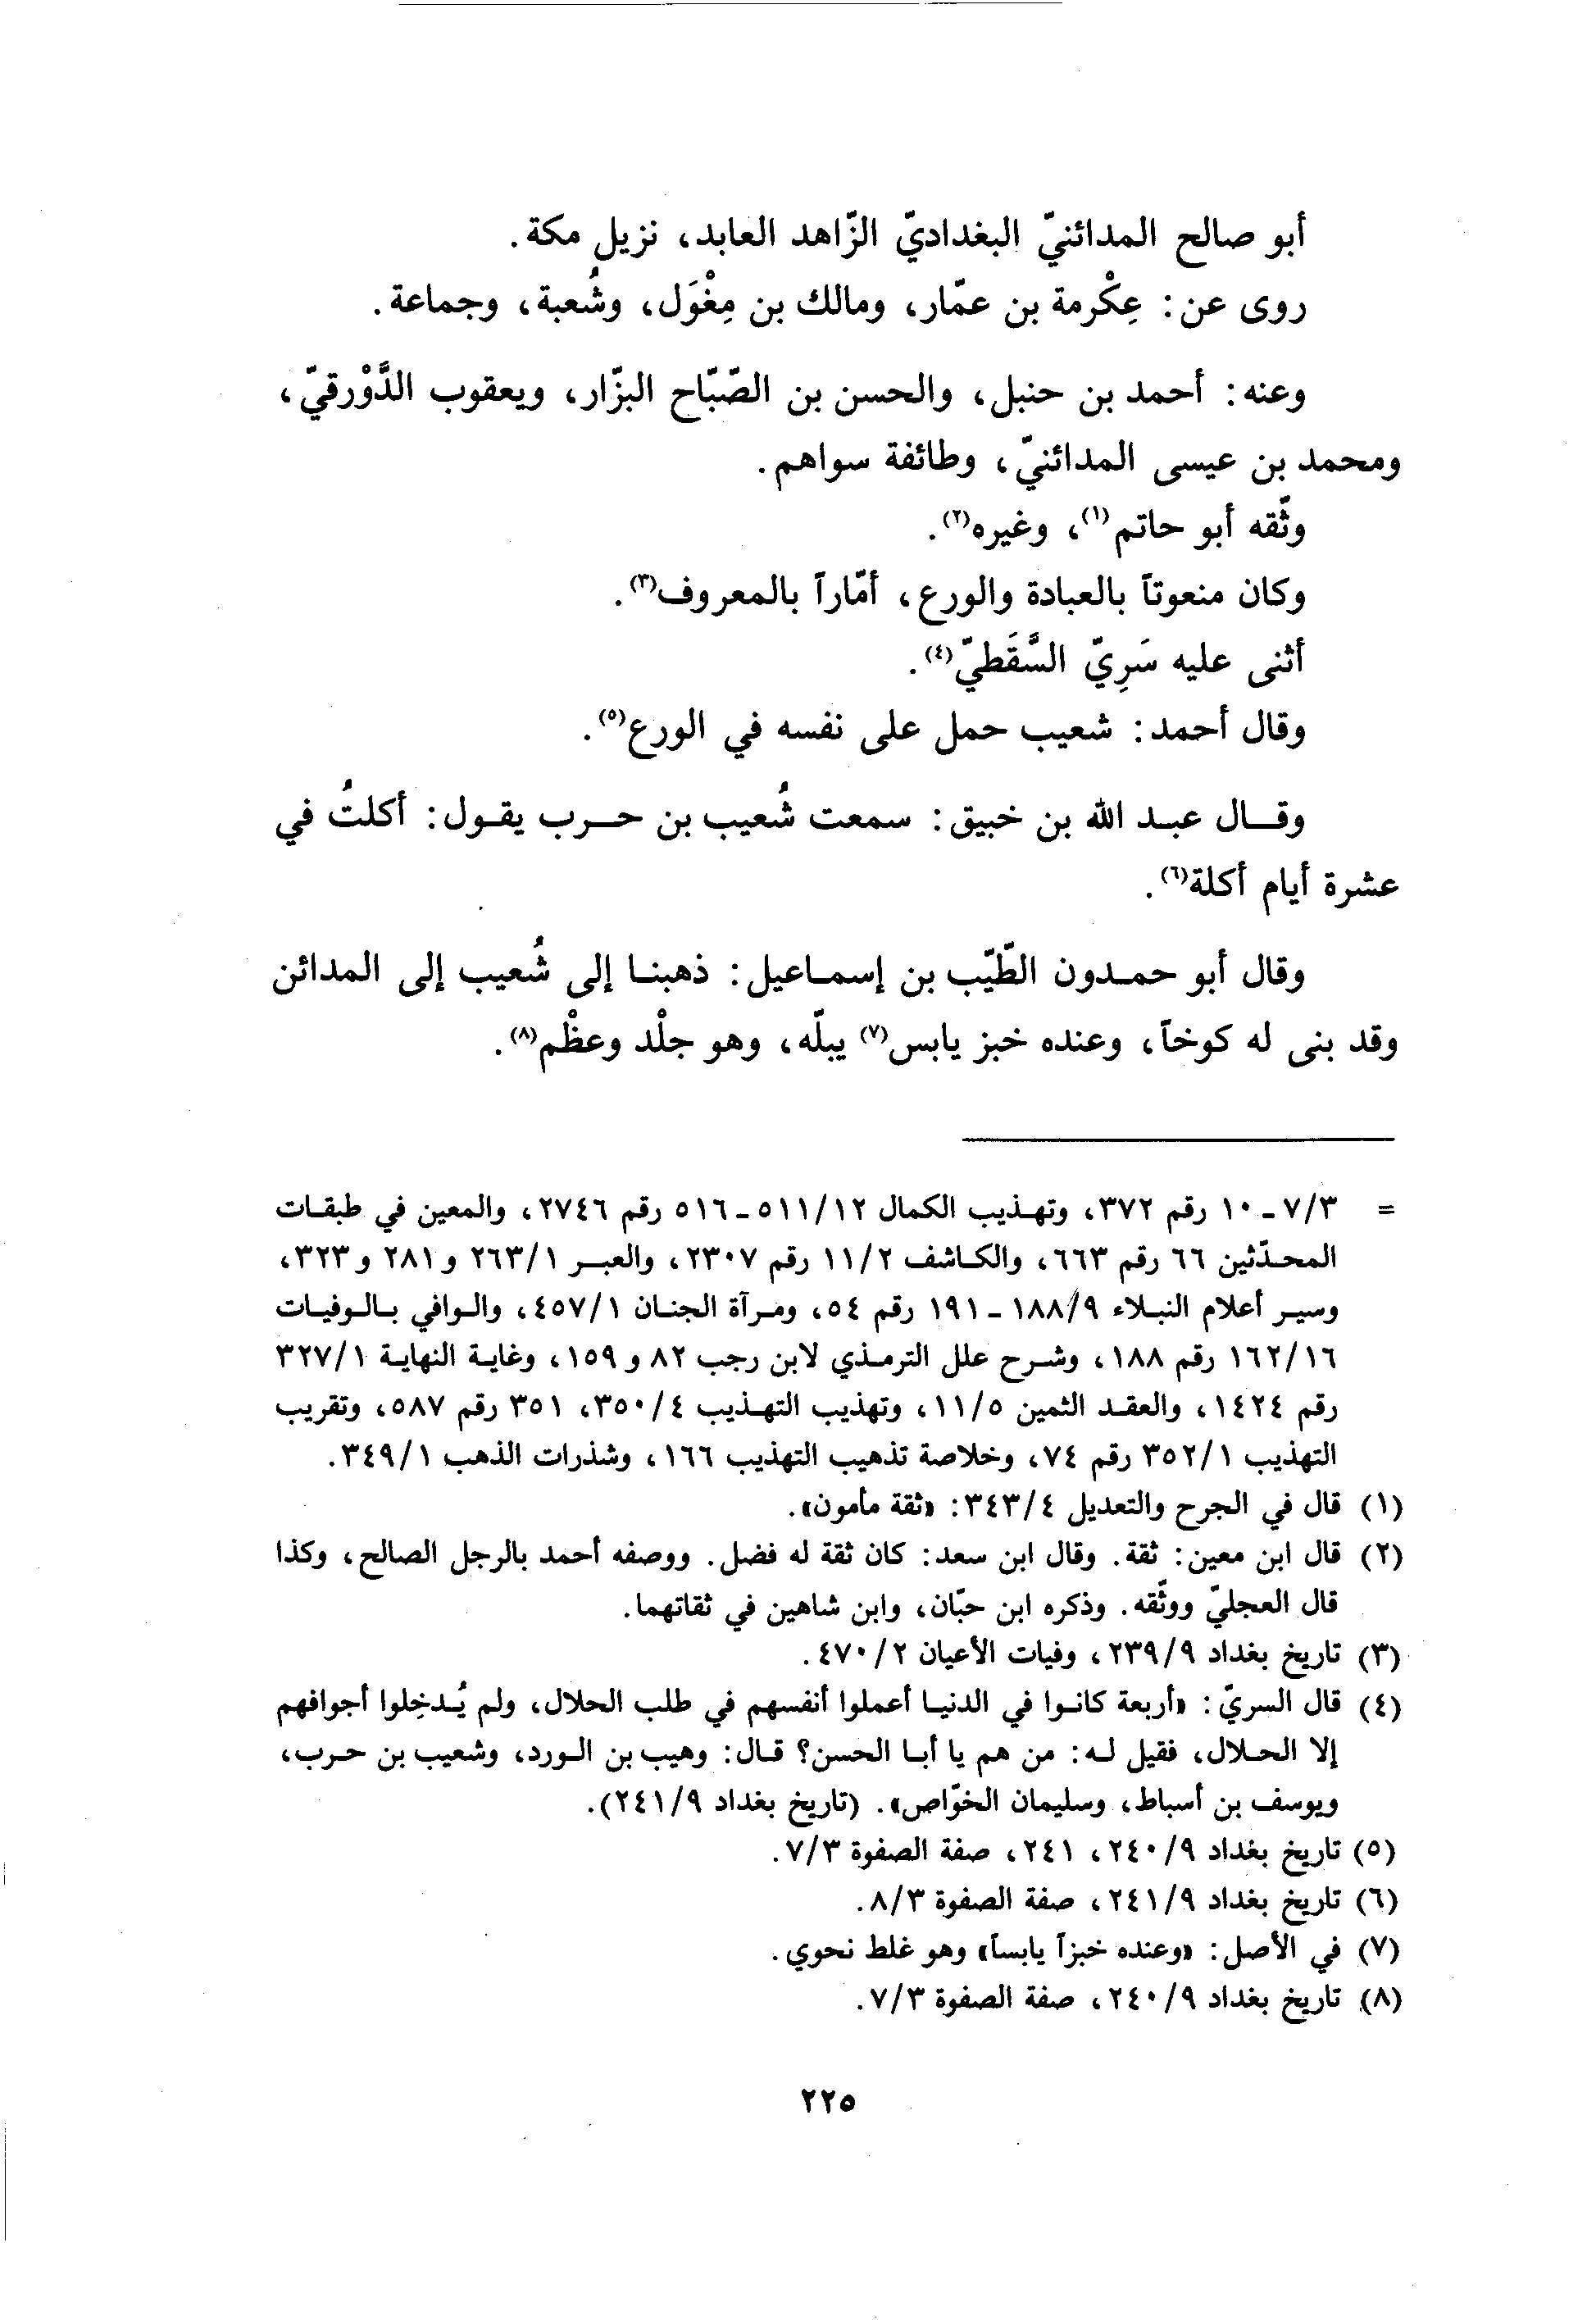 أبو صالح المدائنيّ البغداديّ الزّاهد العابد، نزيل مكة.
روى عن: عِكْرمة بن عمّار، ومالك بن مِغْوَل، وشُعبة، وجماعة.
وعنه: أحمد بن حنبل، والحسن بن الصّبّاح البزّار، ويعقوب الدَّوْرقيّ،
ومحمد بن عيسى المدائنيّ، وطائفة سواهم.
وثّقه أبو حاتم(١)، وغيره(٢).
وكان منعوتاً بالعبادة والورع، أمّاراً بالمعروف(٣).
أثنى عليه سَرِيّ السَّقَطيّ(٤).
وقال أحمد: شعيب حمل على نفسه في الورع(٥).
وقال عبد الله بن خبيق: سمعت شُعيب بن حرب يقول: أكلتُ في
عشرة أيام أكلة(٦).
وقال أبو حمدون الطّيّب بن إسماعيل: ذهبنا إلى شُعيب إلى المدائن
وقد بنى له كوخاً، وعنده خبز يابس(٧) يبلّه، وهو جلْد وعظْم(٨).
= ٣/٧ - ١٠ رقم ٣٧٢، وتهذيب الكمال ١٢/٥١١ - ٥١٦ رقم ٢٧٤٦، والمعين في طبقات
المحدّثين ٦٦ رقم ٦٦٣، والكاشف ٢/١١ رقم ٢٣٠٧، والعبر ١/٢٦٣ و ٢٨١ و ٣٢٣،
وسير أعلام النبلاء ٩/١٨٨ - ١٩١ رقم ٥٤، ومرآة الجنان ١/٤٥٧، والوافي بالوفيات
١٦/١٦٢ رقم ١٨٨، وشرح علل الترمذي لابن رجب ٨٢ و ١٥٩، وغاية النهاية ١/٣٢٧
رقم ١٤٢٤، والعقد الثمين ٥/١١، وتهذيب التهذيب ٤/٣٥٠، ٣٥١ رقم ٥٨٧، وتقريب
التهذيب ١/٣٥٢ رقم ٧٤، وخلاصة تذهيب التهذيب ١٦٦، وشذرات الذهب ١/٣٤٩.
(١) قال في الجرح والتعديل ٤/٣٤٣: «ثقة مأمون».
(٢) قال ابن معين: ثقة. وقال ابن سعد: كان ثقة له فضل. ووصفه أحمد بالرجل الصالح، وكذا
قال العجليّ ووثّقه. وذكره ابن حبّان، وابن شاهين في ثقاتهما.
(٣) تاريخ بغداد ٩/٢٣٩، وفيات الأعيان ٢/٤٧٠.
(٤) قال السريّ: «أربعة كانوا في الدنيا أعملوا أنفسهم في طلب الحلال، ولم يُدخِلوا أجوافهم
إلا الحلال، فقيل له: من هم يا أبا الحسن؟ قال: وهيب بن الورد، وشعيب بن حرب،
ويوسف بن أسباط، وسليمان الخوّاص». (تاريخ بغداد ٩/٢٤١).
(٥) تاريخ بغداد ٩/٢٤٠، ٢٤١، صفة الصفوة ٣/٧.
(٦) تاريخ بغداد ٩/٢٤١، صفة الصفوة ٣/٨.
(٧) في الأصل: «وعنده خبزاً يابساً» وهو غلط نحوي.
(٨) تاريخ بغداد ٩/٢٤٠، صفة الصفوة ٣/٧.
٢٢٥